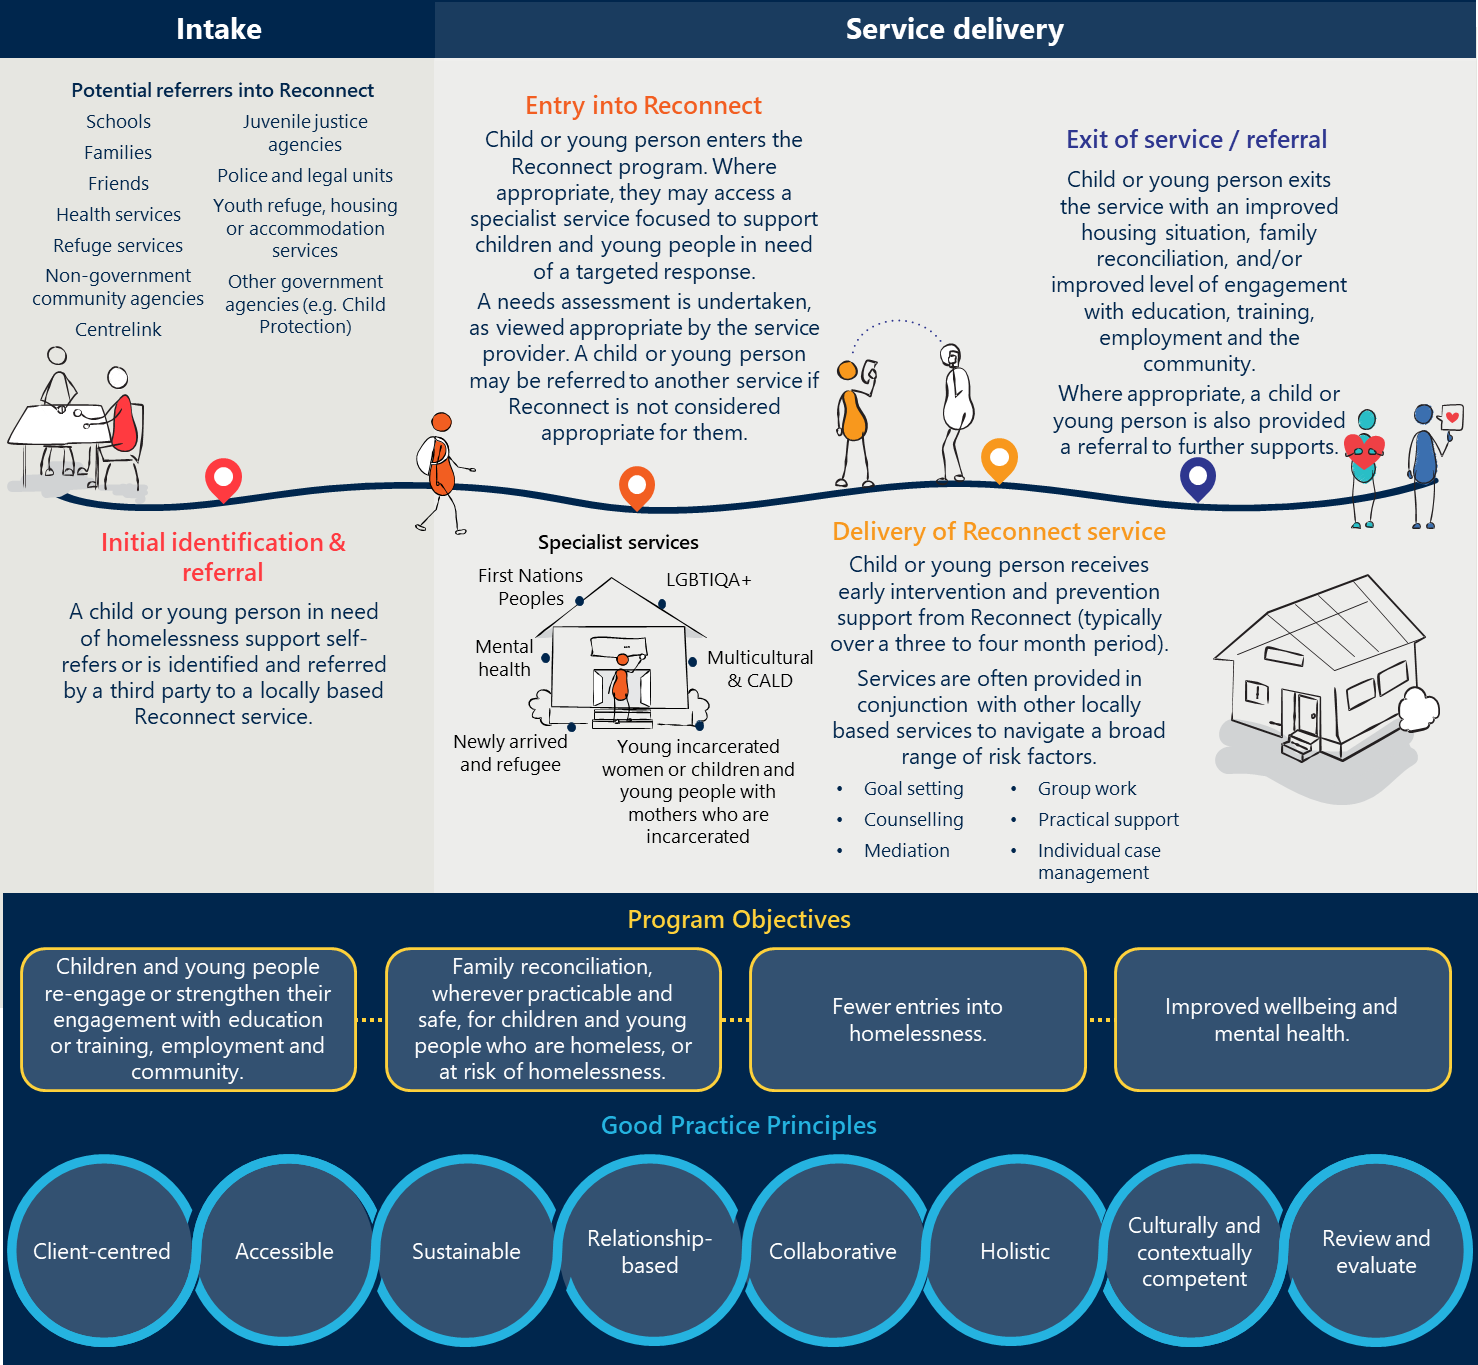 Intake
Service delivery
Potential referrers into Reconnect
Schools
Families
Friends
Health services
Refuge services
Non-government
community agencies
Centrelink
Juvenile justice
agencies
Police and legal units
Youth refuge, housing
or accommodation
services
Other government
agencies (e.g. Child
Protection)
Initial identification &
referral
A child or young person in need
of homelessness support self-
refers or is identified and referred
by a third party to a locally based
Reconnect service.
Entry into Reconnect
Child or young person enters the
Reconnect program. Where
appropriate, they may access a
specialist service focused to support
children and young people in need
of a targeted response.
A needs assessment is undertaken,
as viewed appropriate by the service
provider. A child or young person
may be referred to another service if
Reconnect is not considered
appropriate for them.
Specialist services
First Nations
Peoples
LGBTIQA+
Mental
health
Multicultural
& CALD
Newly arrived
and refugee
Young incarcerated
women or children and
young people with
mothers who are
incarcerated
Delivery of Reconnect service
Child or young person receives
early intervention and prevention
support from Reconnect (typically
over a three to four month period).
Services are often provided in
conjunction with other locally
based services to navigate a broad
range of risk factors.
• Goal setting
• Counselling
• Mediation
• Group work
• Practical support
• Individual case
management
Exit of service / referral
Child or young person exits
the service with an improved
housing situation, family
reconciliation, and/or
improved level of engagement
with education, training,
employment and the
community.
Where appropriate, a child or
young person is also provided
a referral to further supports.
Program Objectives
Children and young people
re-engage or strengthen their
engagement with education
or training, employment and
community.
Family reconciliation,
wherever practicable and
safe, for children and young
people who are homeless, or
at risk of homelessness.
Fewer entries into
homelessness.
Improved wellbeing and
mental health.
Good Practice Principles
Client-centred
Accessible
Sustainable
Relationship-
based
Collaborative
Holistic
Culturally and
contextually
competent
Review and
evaluate